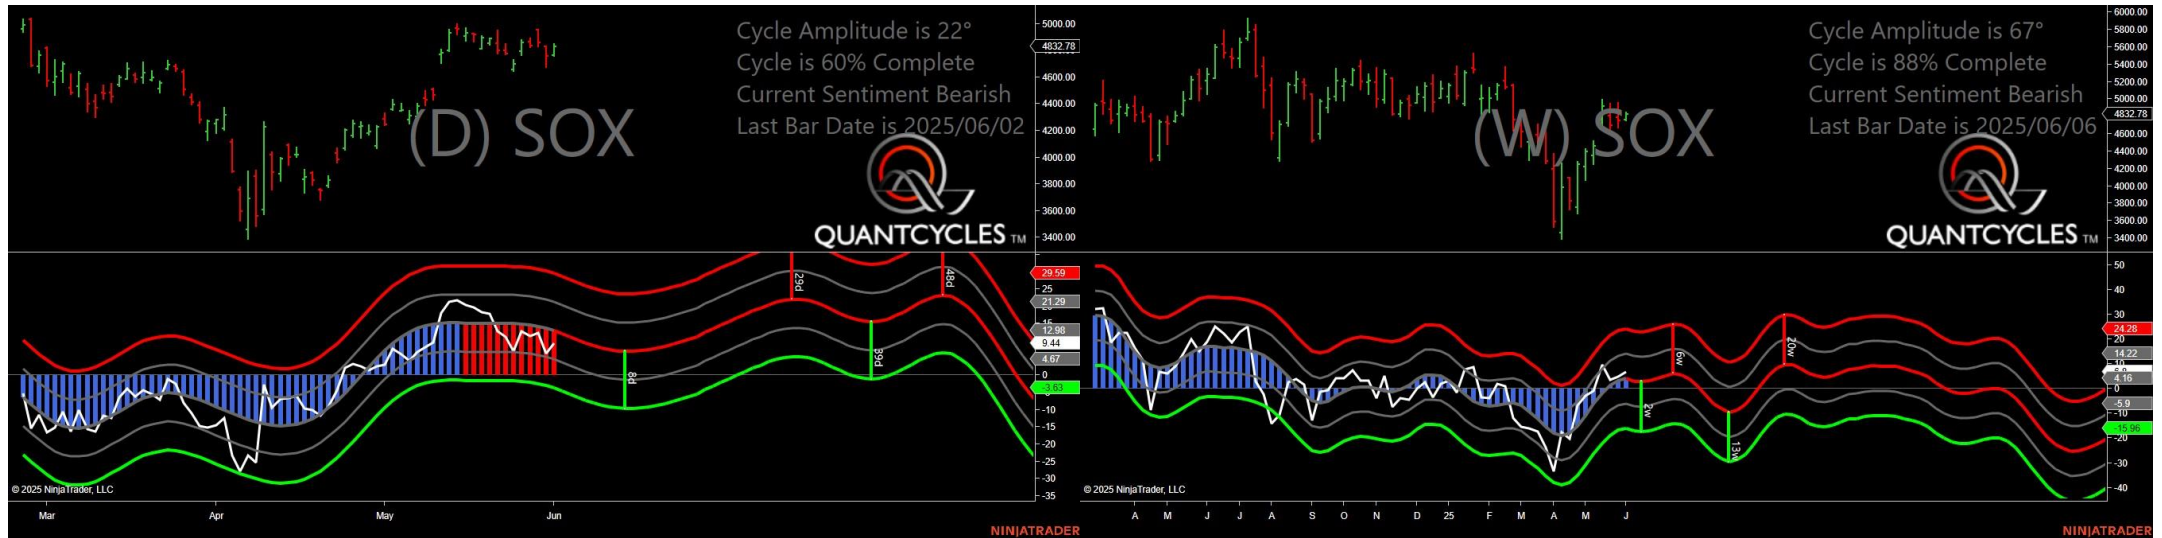 Cycle Amplitude is 22°
Cycle is 60% Complete
Current Sentiment Bearish
Last Bar Date is 2025/06/02
(D) SOX
QUANTCYCLES TM
5000.00
4832.78
4600.00
4400.00
4200.00
4000.00
3800.00
3600.00
3400.00
29d
48d
8d
39d
29.59
25
21.29
12.98
9.44
4.67
0
-3.63
-10
-15
-20
-25
-30
-35
© 2025 NinjaTrader, LLC
Mar
Apr
May
Jun
NINJATRADER
Cycle Amplitude is 67°
Cycle is 88% Complete
Current Sentiment Bearish
Last Bar Date is 2025/06/06
(W) SOX
QUANTCYCLES TM
6000.00
5800.00
5600.00
5400.00
5200.00
5000.00
4832.78
4600.00
4400.00
4200.00
4000.00
3800.00
3600.00
3400.00
6w
20w
2w
13w
50
40
30
24.28
20
14.22
4.16
0
-5.9
-10
-15.96
-20
-30
-40
© 2025 NinjaTrader, LLC
A M J J A S O N D 25 F M A M J
NINJATRADER